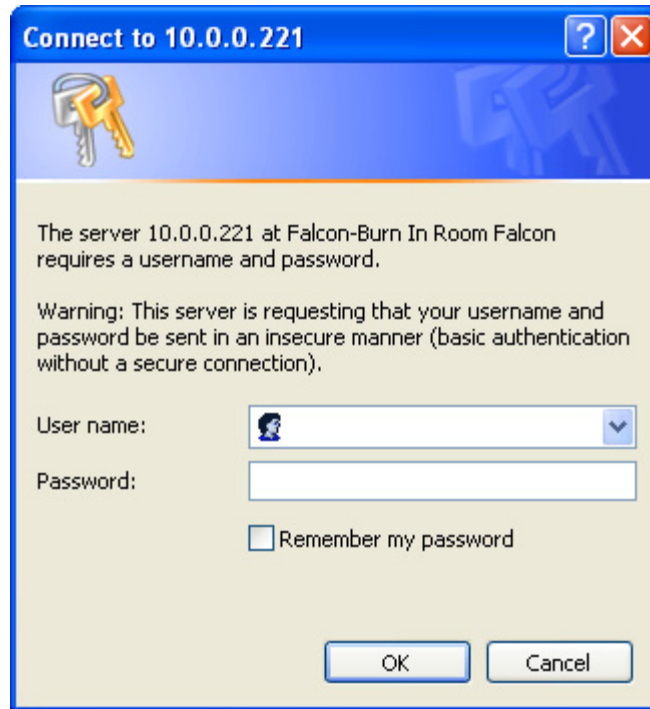 Connect to 10.0.0.221
The server 10.0.0.221 at Falcon-Burn In Room Falcon
requires a username and password.
Warning: This server is requesting that your username and
password be sent in an insecure manner (basic authentication
without a secure connection).
User name:
Password:
Remember my password
OK
Cancel